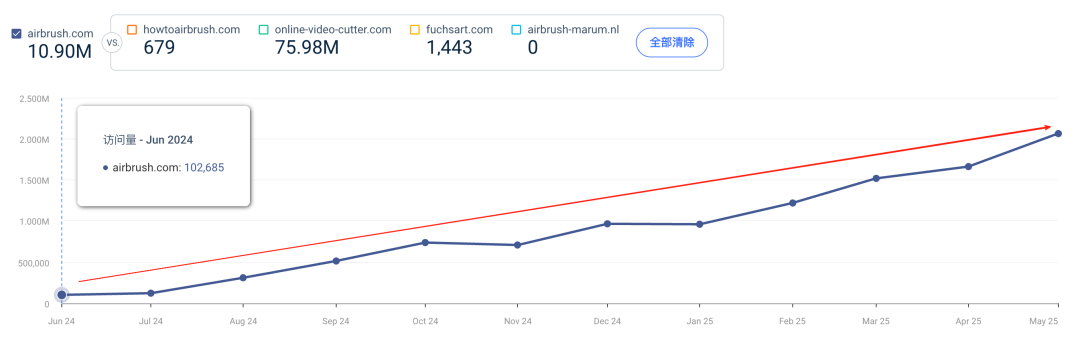 airbrush.com
10.90M
VS.
howtoairbrush.com
679
online-video-cutter.com
75.98M
fuchsart.com
1,443
airbrush-marum.nl
0
全部清除
2.500M
2.000M
1.500M
1.000M
500,000
0
访问量 - Jun 2024
airbrush.com: 102,685
Jun 24
Jul 24
Aug 24
Sep 24
Oct 24
Nov 24
Dec 24
Jan 25
Feb 25
Mar 25
Apr 25
May 25